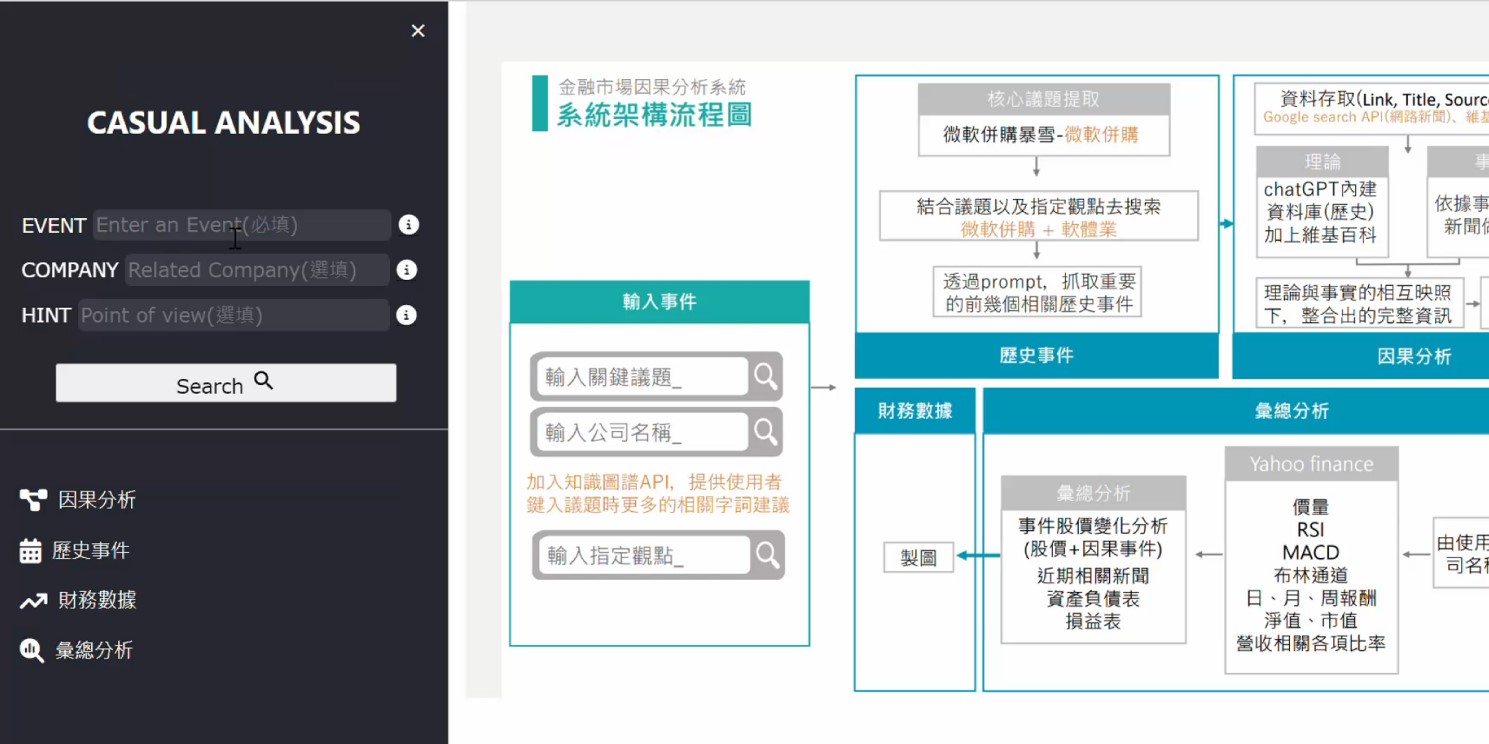 CASUAL ANALYSIS
EVENT Enter an Event(必填)
COMPANY Related Company(選填)
HINT Point of view(選填)
Search
因果分析
歷史事件
財務數據
彙總分析
金融市場因果分析系統
系統架構流程圖
輸入事件
輸入關鍵議題_
輸入公司名稱_
加入知識圖譜API，提供使用者
鍵入議題時更多的相關字詞建議
輸入指定觀點_
核心議題提取
微軟併購暴雪-微軟併購
結合議題以及指定觀點去搜索
微軟併購 + 軟體業
透過prompt，抓取重要
的前幾個相關歷史事件
歷史事件
資料存取(Link, Title, Sourc
Google search API(網路新聞)、維
理論
chatGPT內建
資料庫(歷史)
加上維基百科
依據事
新聞
理論與事實的相互映照
下，整合出的完整資訊
因果分析
財務數據
製圖
彙總分析
彙總分析
事件股價變化分析
(股價+因果事件)
近期相關新聞
資產負債表
損益表
Yahoo finance
價量
RSI
MACD
布林通道
日、月、周報酬
淨值、市值
營收相關各項比率
由使
司名